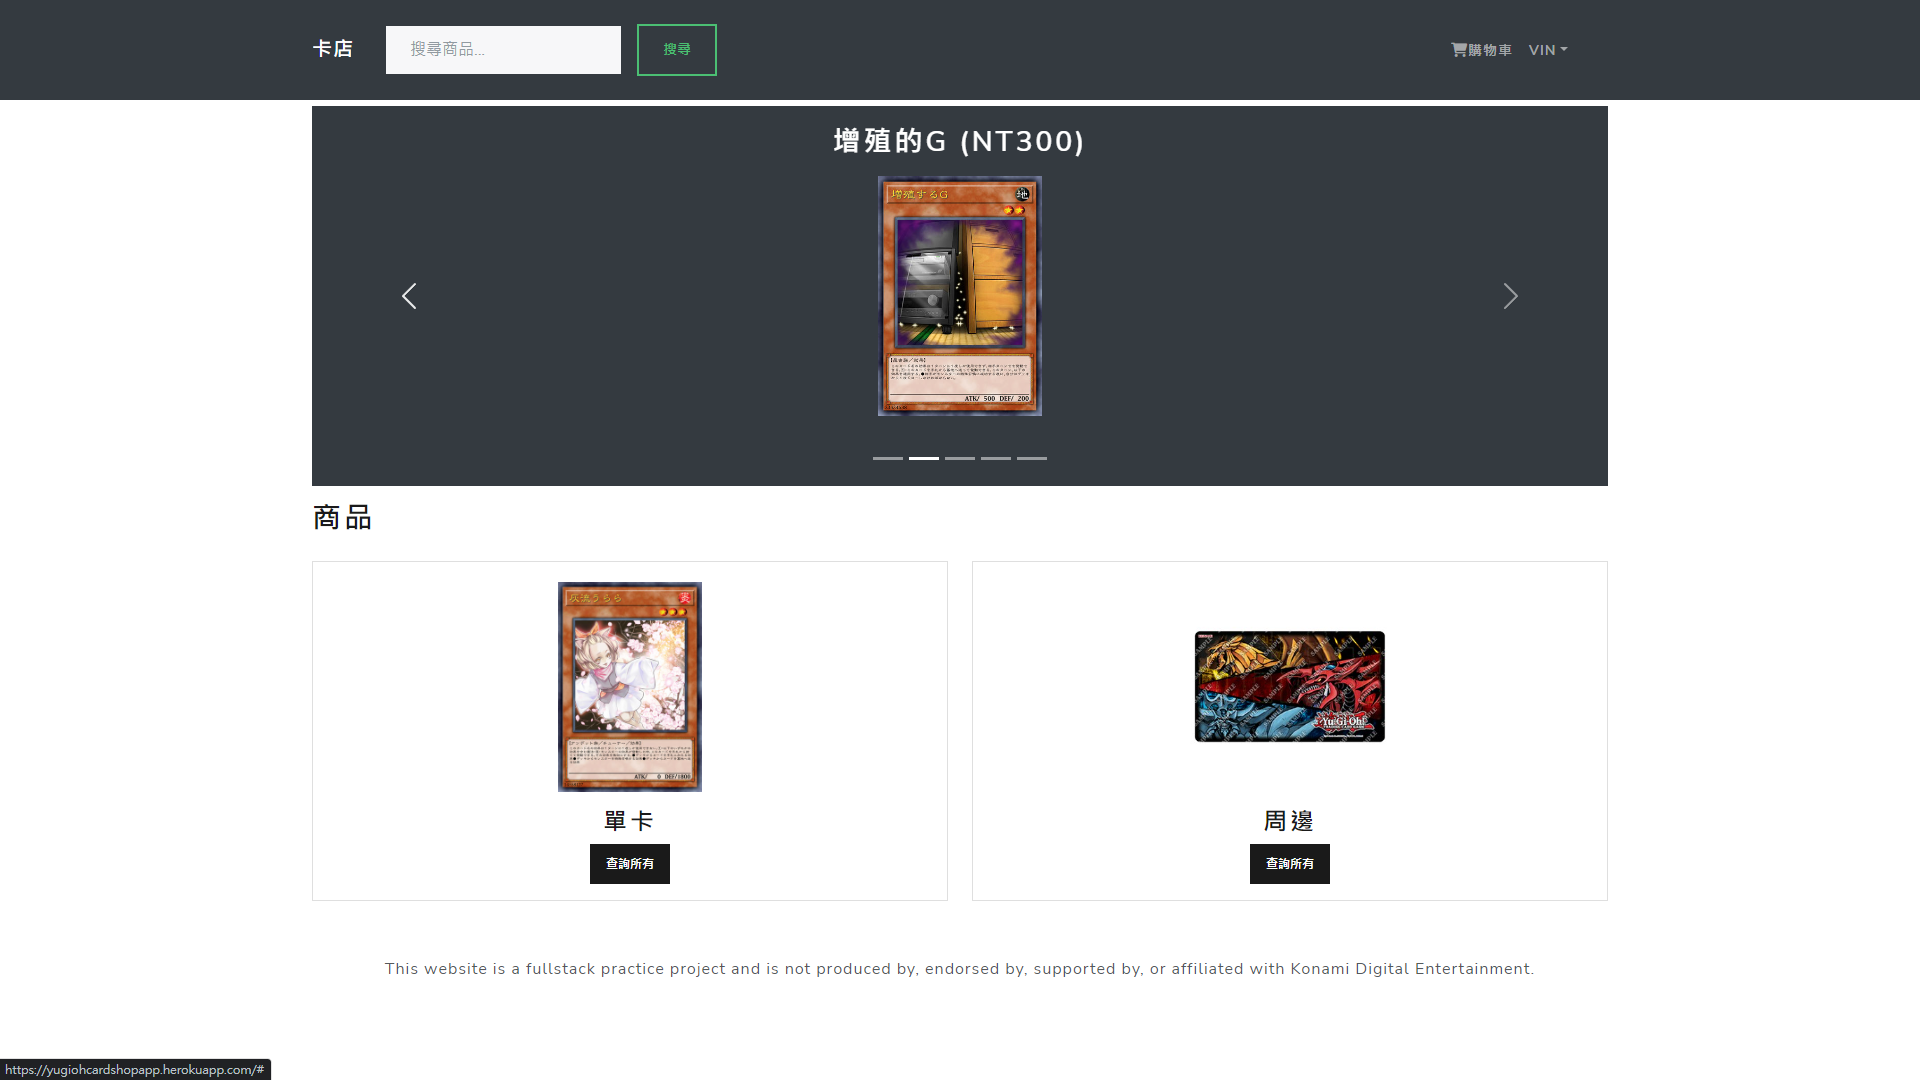 卡店
搜尋商品...
搜尋
購物車
VIN
增殖的G (NT300)
増殖するG
地
ATK/ 500 DEF/ 200
商品
灰流うらら
炎
ATK/ 0 DEF/1800
單卡
查詢所有
Yu-Gi-Oh!
周邊
查詢所有
This website is a fullstack practice project and is not produced by, endorsed by, supported by, or affiliated with Konami Digital Entertainment.
https://yugiohcardshopapp.herokuapp.com/#